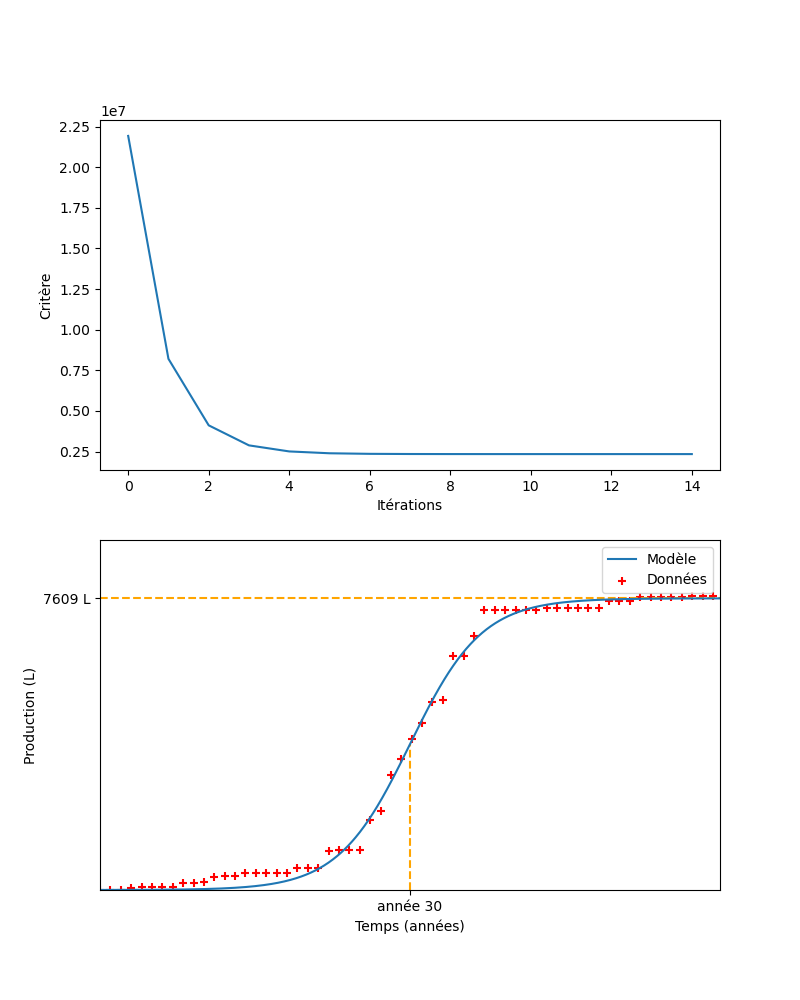 1e7
2.25
2.00
1.75
1.50
1.25
1.00
0.75
0.50
0.25
Critère
0 2 4 6 8 10 12 14
Itérations
Modèle
Données
7609 L
Production (L)
année 30
Temps (années)